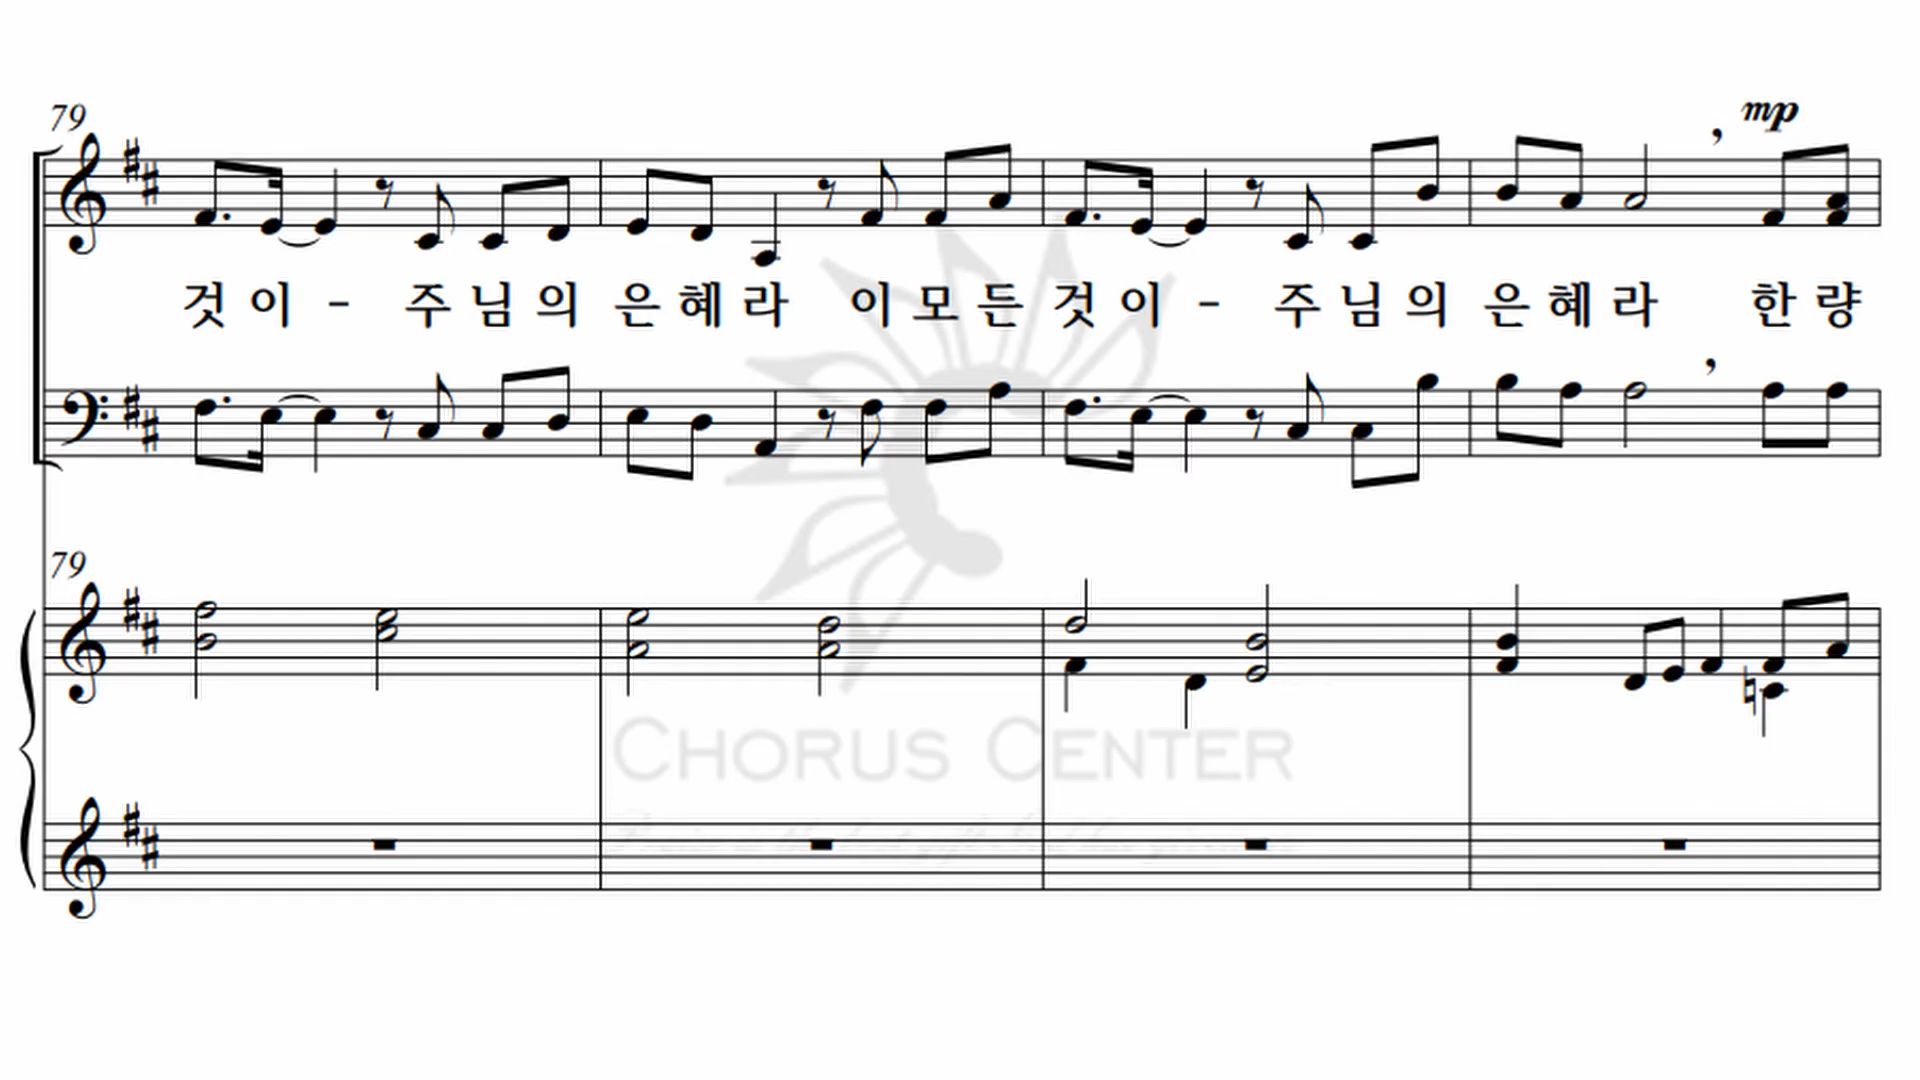 79
mp
것 이 - 주 님 의 은 혜 라 이 모 든 것 이 - 주 님 의 은 혜 라 한 량
79
CHORUS CENTER